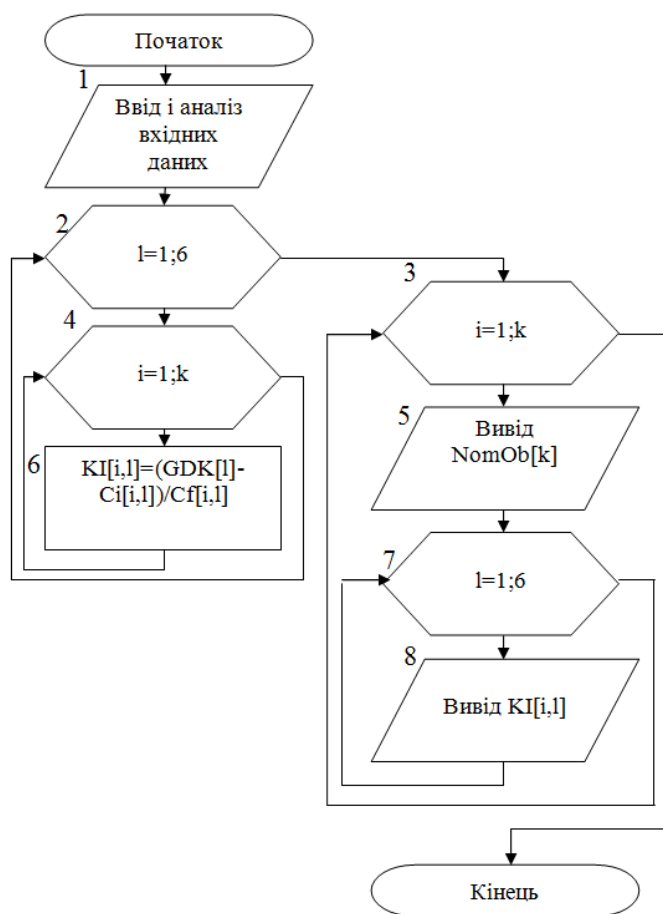 Початок
1
Ввід і аналіз
вхідних
даних
2
l=1;6
4
i=1;k
6
KI[i,l]=(GDK[l]-
Ci[i,l])/Cf[i,l]
3
i=1;k
5
Вивід
NomOb[k]
7
l=1;6
8
Вивід KI[i,l]
Кінець